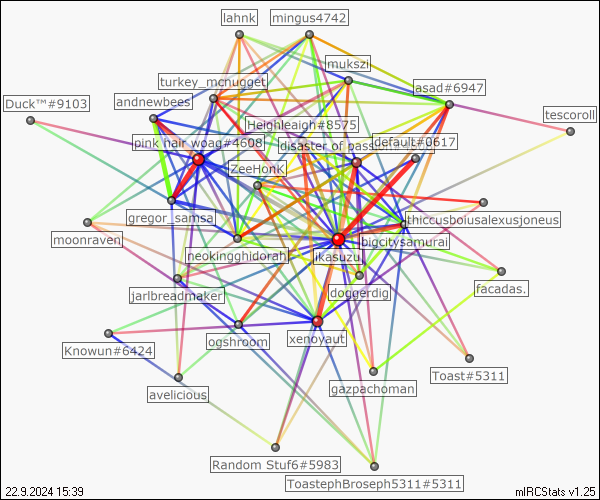 lahnk
mingus4742
mukszi
turkey_mcnugget
asad#6947
Duck™#9103
andnewbees
tescoroll
Heighleaigh#8575
pink hair woag#4608
disaster of pass
default#0617
ZeeHonk
thiccusboiusalexusjoneus
gregor_samsa
moonraven
bigcitysamurai
neokingghidorah
ikasuzu
facadas.
doggerdig
jarlbreadmaker
ogshroom
xenoyaut
Knowun#6424
Toast#5311
gazpachoman
avelicious
Random Stuf6#5983
ToastephBroseph5311#5311
22.9.2024 15:39
mIRCStats v1.25